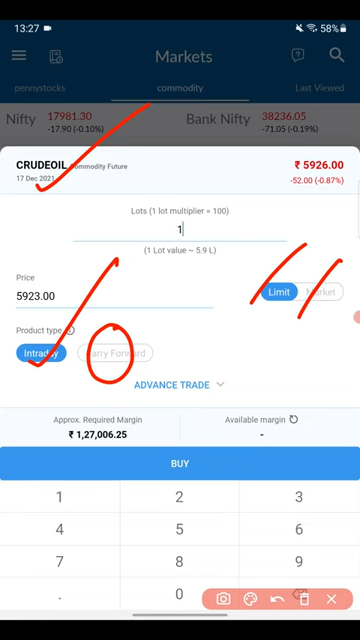 13:27 58%
Markets
pennystocks commodity Last Viewed
Nifty 17981.30 -17.90 (-0.10%) Bank Nifty 38236.05 -71.05 (-0.19%)
CRUDEOIL Commodity Future ₹ 5926.00
17 Dec 2021 -52.00 (-0.87%)
Lots (1 lot multiplier = 100)
1
(1 Lot value ~ 5.9 L)
Price
5923.00 Limit Market
Product type
Intraday Carry Forward
ADVANCE TRADE
Approx. Required Margin Available margin
₹ 1,27,006.25 -
BUY
1 2 3
4 5 6
7 8 9
. 0